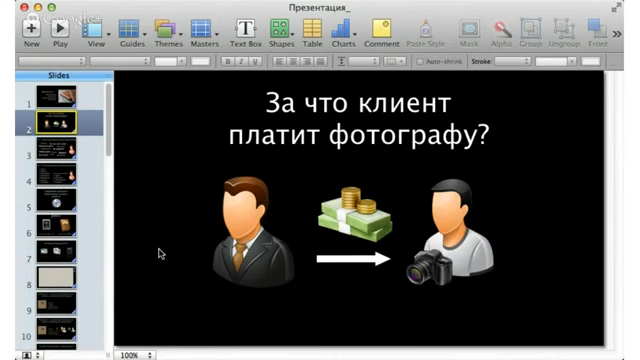 Презентация_
New
Play
View
Guides
Themes
Masters
Text Box
Shapes
Table
Charts
Comment
Paste Style
Mask
Alpha
Group
Ungroup
Front
Auto-shrink
Stroke:
Slides
За что клиент
платит фотографу?
1
2
3
4
5
6
7
8
9
10
100%